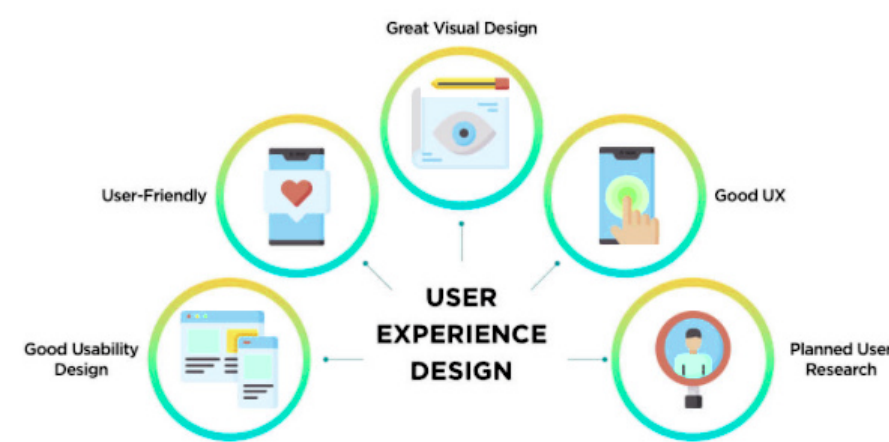 Great Visual Design
User-Friendly
Good UX
USER
EXPERIENCE
DESIGN
Good Usability
Design
Planned User
Research